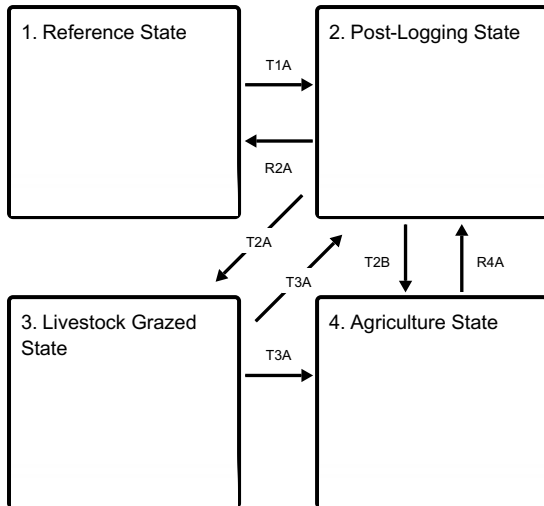 1. Reference State
2. Post-Logging State
T1A
R2A
T2A
T3A
T2B
R4A
3. Livestock Grazed
State
4. Agriculture State
T3A